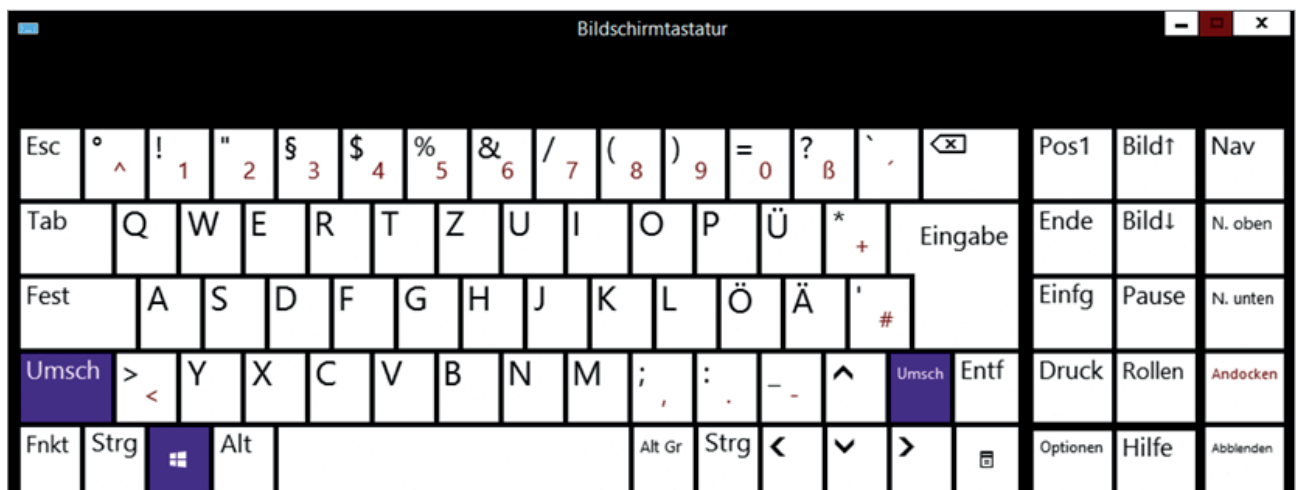 Bildschirmtastatur
Esc ° ^ ! 1 " 2 § 3 $ 4 % 5 & 6 / 7 ( 8 ) 9 = 0 ? ß ` ´ Pos1 Bild↑ Nav
Tab Q W E R T Z U I O P Ü * + Eingabe Ende Bild↓ N. oben
Fest A S D F G H J K L Ö Ä ' # Einfg Pause N. unten
Umsch > < Y X C V B N M ; , : . _ - Umsch Entf Druck Rollen Andocken
Fnkt Strg Alt Alt Gr Strg Optionen Hilfe Abblenden